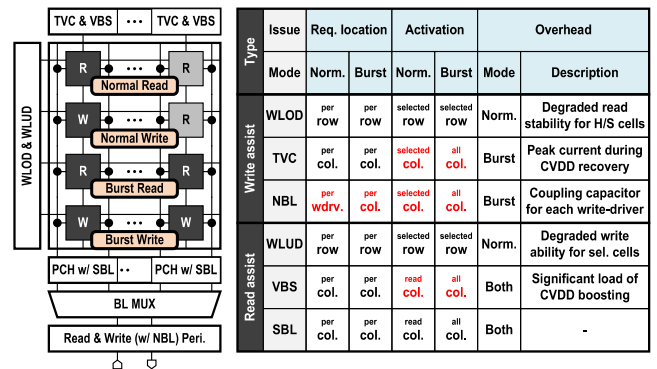 TVC & VBS ••• TVC & VBS
WLOD & WLUD
R ••• R
Normal Read
W ••• R
Normal Write
R ••• R
Burst Read
W ••• W
Burst Write
PCH w/ SBL •• PCH w/ SBL
BL MUX
Read & Write (w/ NBL) Peri.
Type Issue Req. location Activation Overhead
Mode Norm. Burst Norm. Burst Mode Description
Write assist
WLOD per row per row selected row selected row Norm. Degraded read
stability for H/S cells
TVC per col. per col. selected col. all col. Burst Peak current during
CVDD recovery
NBL per wdrv. per col. selected col. all col. Burst Coupling capacitor
for each write-driver
Read assist
WLUD per row per row selected row selected row Norm. Degraded write
ability for sel. cells
VBS per col. per col. read col. all col. Both Significant load of
CVDD boosting
SBL per col. per col. read col. all col. Both -